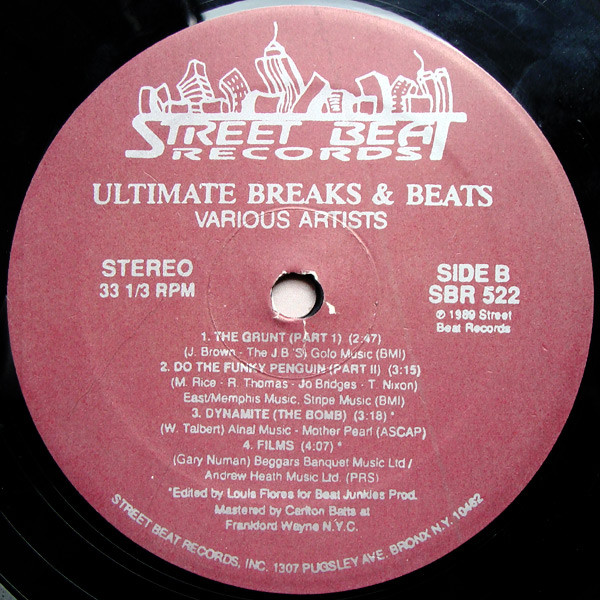 STREET BEAT
RECORDS
ULTIMATE BREAKS & BEATS
VARIOUS ARTISTS
STEREO
33 1/3 RPM
SIDE B
SBR 522
℗ 1989 Street
Beat Records
1. THE GRUNT (PART 1) (2:47)
(J. Brown - The J B 'S) Golo Music (BMI)
2. DO THE FUNKY PENGUIN (PART II) (3:15)
(M. Rice - R. Thomas - Jo Bridges - T. Nixon)
East/Memphis Music, Stripe Music (BMI)
3. DYNAMITE (THE BOMB) (3:18) *
(W. Talbert) Alnal Music - Mother Pearl (ASCAP)
4. FILMS (4:07) *
(Gary Numan) Beggars Banquet Music Ltd /
Andrew Heath Music Ltd. (PRS)
*Edited by Louis Flores for Beat Junkies Prod.
Mastered by Carlton Batts at
Frankford Wayne N.Y.C.
STREET BEAT RECORDS, INC. 1307 PUGSLEY AVE. BRONX N.Y. 10462